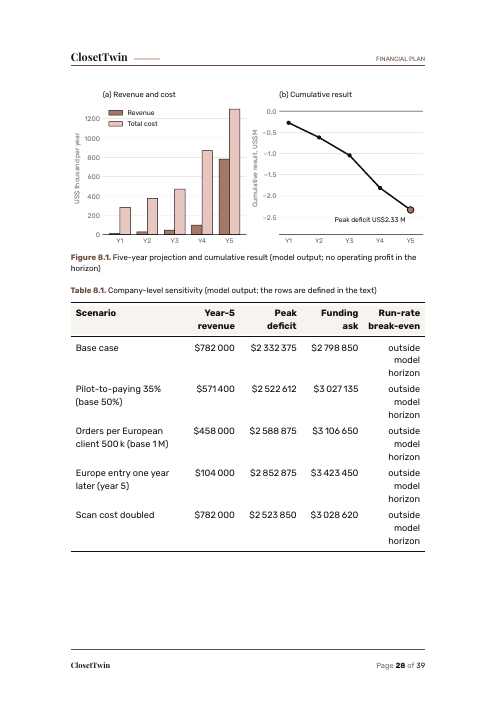 ClosetTwin
FINANCIAL PLAN
(a) Revenue and cost
Revenue
Total cost
US$ thousand per year
1200
1000
800
600
400
200
0
Y1 Y2 Y3 Y4 Y5
(b) Cumulative result
Cumulative result, US$ M
0.0
−0.5
−1.0
−1.5
−2.0
−2.5
Peak deficit US$2.33 M
Y1 Y2 Y3 Y4 Y5
Figure 8.1. Five-year projection and cumulative result (model output; no operating profit in the
horizon)
Table 8.1. Company-level sensitivity (model output; the rows are defined in the text)
Scenario Year-5 Peak Funding Run-rate
revenue deficit ask break-even
Base case $782 000 $2 332 375 $2 798 850 outside
model
horizon
Pilot-to-paying 35% $571 400 $2 522 612 $3 027 135 outside
(base 50%) model
horizon
Orders per European $458 000 $2 588 875 $3 106 650 outside
client 500 k (base 1 M) model
horizon
Europe entry one year $104 000 $2 852 875 $3 423 450 outside
later (year 5) model
horizon
Scan cost doubled $782 000 $2 523 850 $3 028 620 outside
model
horizon
ClosetTwin
Page 28 of 39